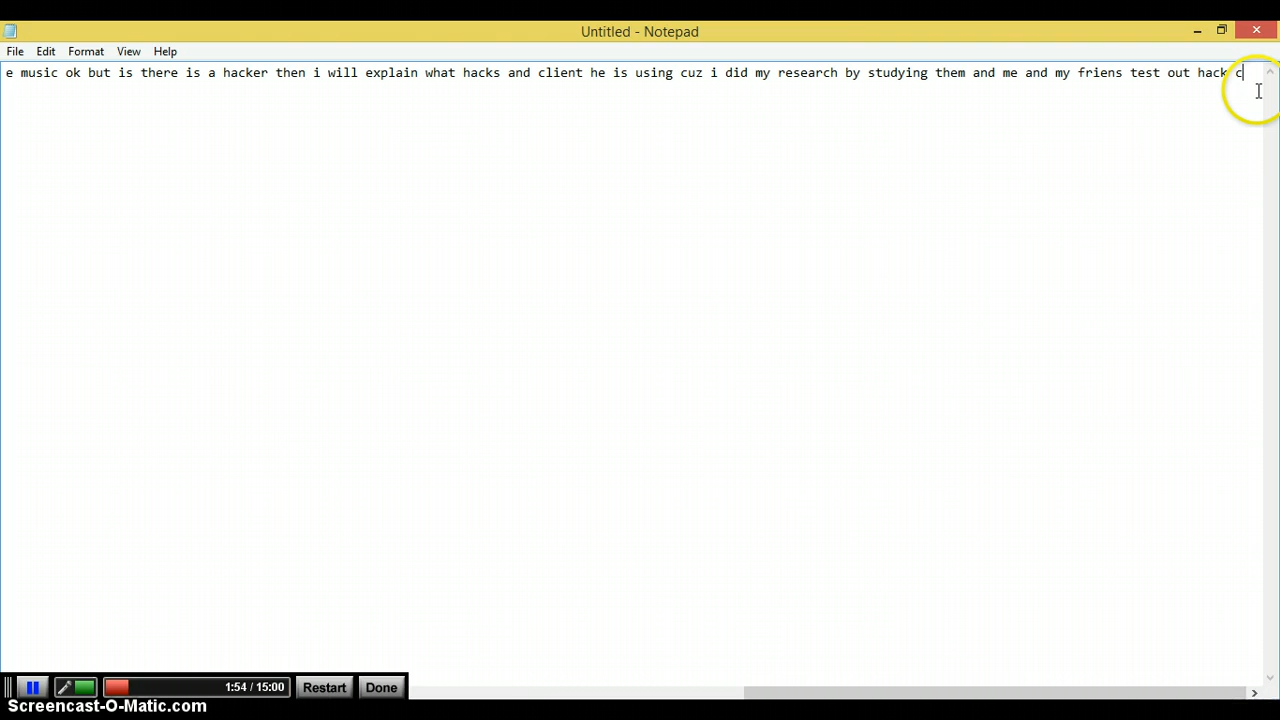 Untitled - Notepad
File Edit Format View Help
e music ok but is there is a hacker then i will explain what hacks and client he is using cuz i did my research by studying them and me and my friens test out hack c
1:54 / 15:00 Restart Done
Screencast-O-Matic.com